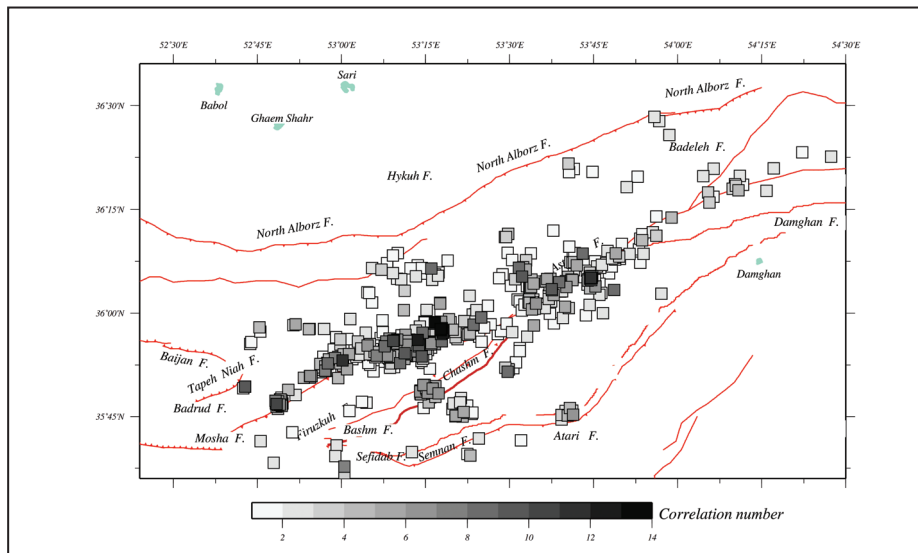 52°30'E 52°45'E 53°00'E 53°15'E 53°30'E 53°45'E 54°00'E 54°15'E 54°30'E
Sari
36°30'N
Babol
North Alborz F.
Ghaem Shahr
Badeleh F.
North Alborz F.
Hykuh F.
36°15'N
North Alborz F.
Damghan F.
F.
Damghan
36°00'N
Baijan F.
Chashm F.
Tapeh Niah F.
Badrud F.
35°45'N
Firuzkuh
Bashm F.
Mosha F.
Atari F.
Sefidab F.
Semnan F.
Correlation number
2 4 6 8 10 12 14